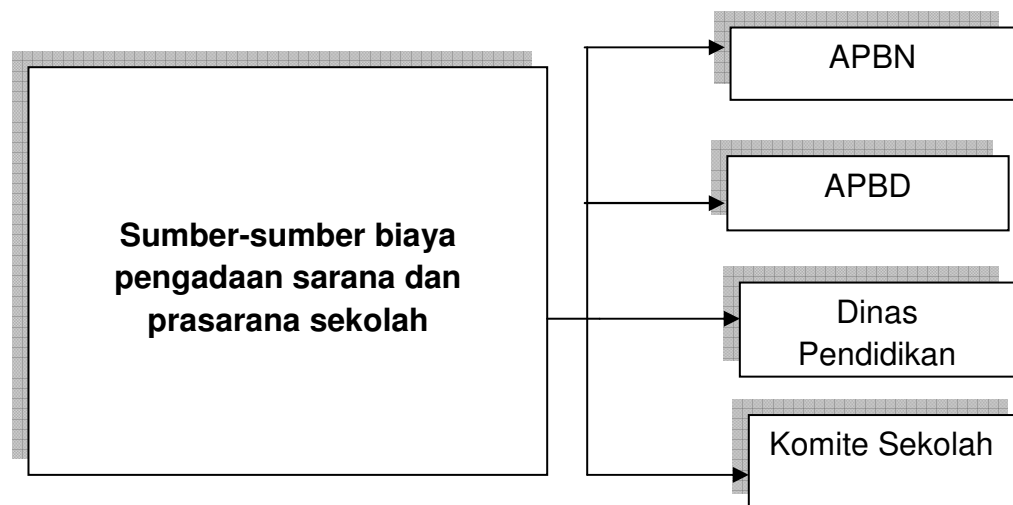 Sumber-sumber biaya
pengadaan sarana dan
prasarana sekolah
APBN
APBD
Dinas
Pendidikan
Komite Sekolah